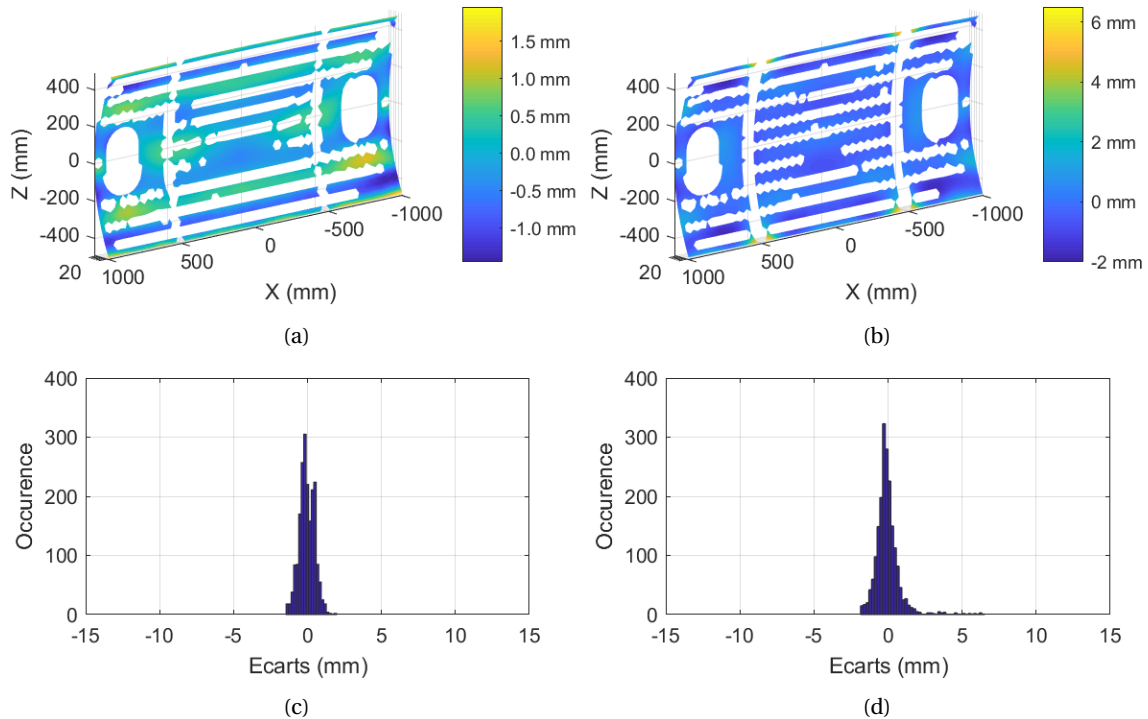 1.5 mm
1.0 mm
0.5 mm
0.0 mm
-0.5 mm
-1.0 mm
Z (mm)
400
200
0
-200
-400
20
1000
500
0
-500
-1000
X (mm)
(a)
6 mm
4 mm
2 mm
0 mm
-2 mm
Z (mm)
400
200
0
-200
-400
20
1000
500
0
-500
-1000
X (mm)
(b)
Occurence
400
300
200
100
0
-15 -10 -5 0 5 10 15
Ecarts (mm)
(c)
Occurence
400
300
200
100
0
-15 -10 -5 0 5 10 15
Ecarts (mm)
(d)